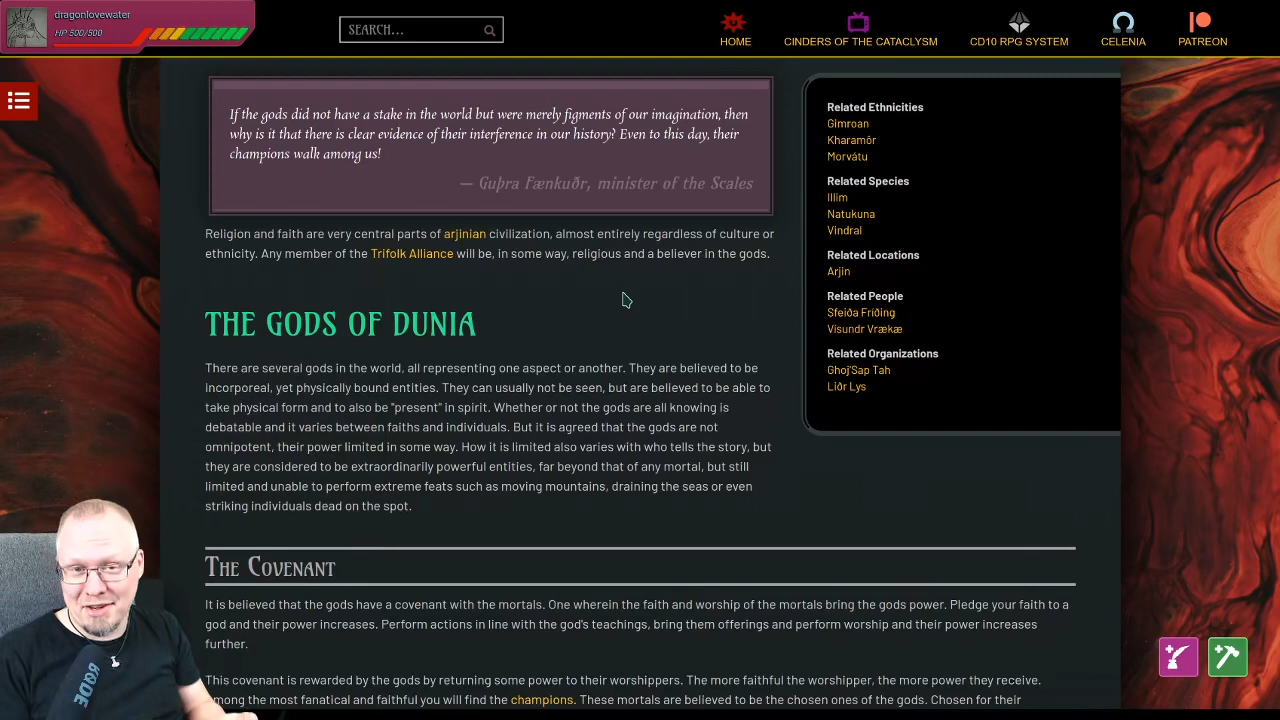 dragonlovewater
HP 500/500
SEARCH...
HOME
CINDERS OF THE CATACLYSM
CD10 RPG SYSTEM
CELENIA
PATREON
If the gods did not have a stake in the world but were merely figments of our imagination, then
why is it that there is clear evidence of their interference in our history? Even to this day, their
champions walk among us!
— Guþra Fænkuðr, minister of the Scales
Religion and faith are very central parts of arjinian civilization, almost entirely regardless of culture or
ethnicity. Any member of the Trifolk Alliance will be, in some way, religious and a believer in the gods.
THE GODS OF DUNIA
There are several gods in the world, all representing one aspect or another. They are believed to be
incorporeal, yet physically bound entities. They can usually not be seen, but are believed to be able to
take physical form and to also be "present" in spirit. Whether or not the gods are all knowing is
debatable and it varies between faiths and individuals. But it is agreed that the gods are not
omnipotent, their power limited in some way. How it is limited also varies with who tells the story, but
they are considered to be extraordinarily powerful entities, far beyond that of any mortal, but still
limited and unable to perform extreme feats such as moving mountains, draining the seas or even
striking individuals dead on the spot.
THE COVENANT
It is believed that the gods have a covenant with the mortals. One wherein the faith and worship of the mortals bring the gods power. Pledge your faith to a
god and their power increases. Perform actions in line with the god's teachings, bring them offerings and perform worship and their power increases
further.
This covenant is rewarded by the gods by returning some power to their worshippers. The more faithful the worshipper, the more power they receive.
Among the most fanatical and faithful you will find the champions. These mortals are believed to be the chosen ones of the gods. Chosen for their
Related Ethnicities
Gimroan
Kharamôr
Morvátu
Related Species
Illim
Natukuna
Vindral
Related Locations
Arjin
Related People
Sfeiða Fríðing
Vísundr Vrækæ
Related Organizations
Ghoj'Sap Tah
Liðr Lys
RØDE